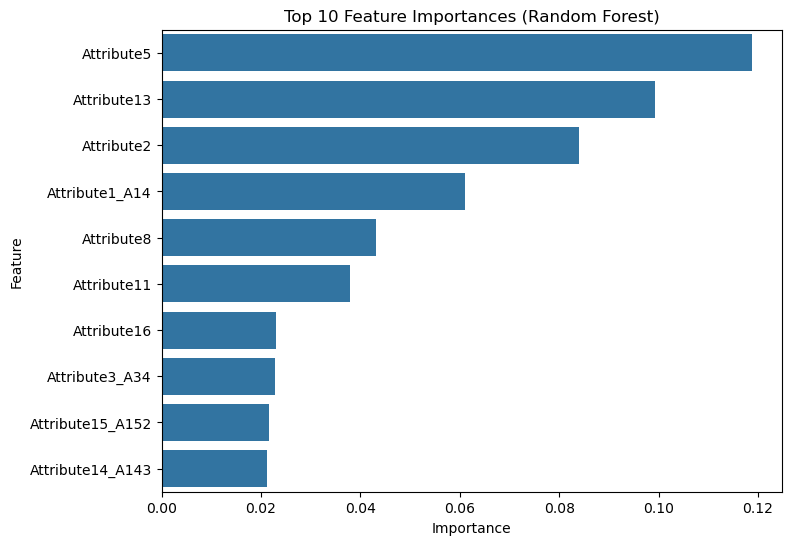 Top 10 Feature Importances (Random Forest)
Feature
Attribute5
Attribute13
Attribute2
Attribute1_A14
Attribute8
Attribute11
Attribute16
Attribute3_A34
Attribute15_A152
Attribute14_A143
0.00 0.02 0.04 0.06 0.08 0.10 0.12
Importance